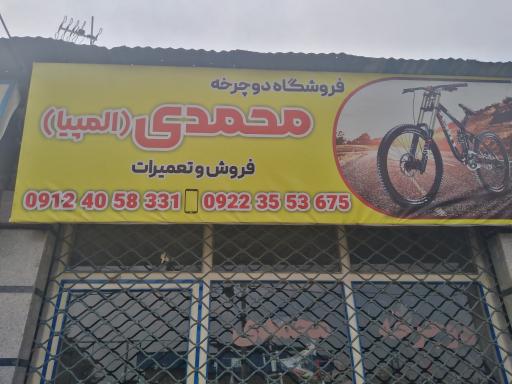 فروشگاه دوچرخه
محمدی (المپیا)
فروش و تعمیرات
0912 40 58 331 0922 35 53 675